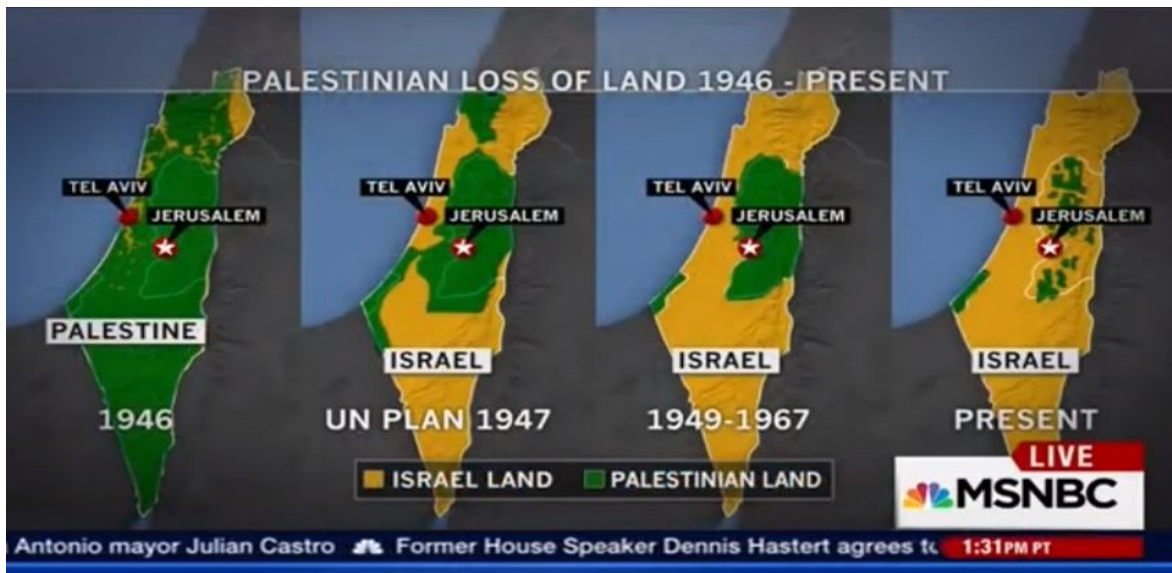 PALESTINIAN LOSS OF LAND 1946 - PRESENT
TEL AVIV
JERUSALEM
PALESTINE
1946
TEL AVIV
JERUSALEM
ISRAEL
UN PLAN 1947
TEL AVIV
JERUSALEM
ISRAEL
1949-1967
TEL AVIV
JERUSALEM
ISRAEL
PRESENT
ISRAEL LAND
PALESTINIAN LAND
LIVE
MSNBC
Antonio mayor Julian Castro
Former House Speaker Dennis Hastert agrees
1:31PM PT